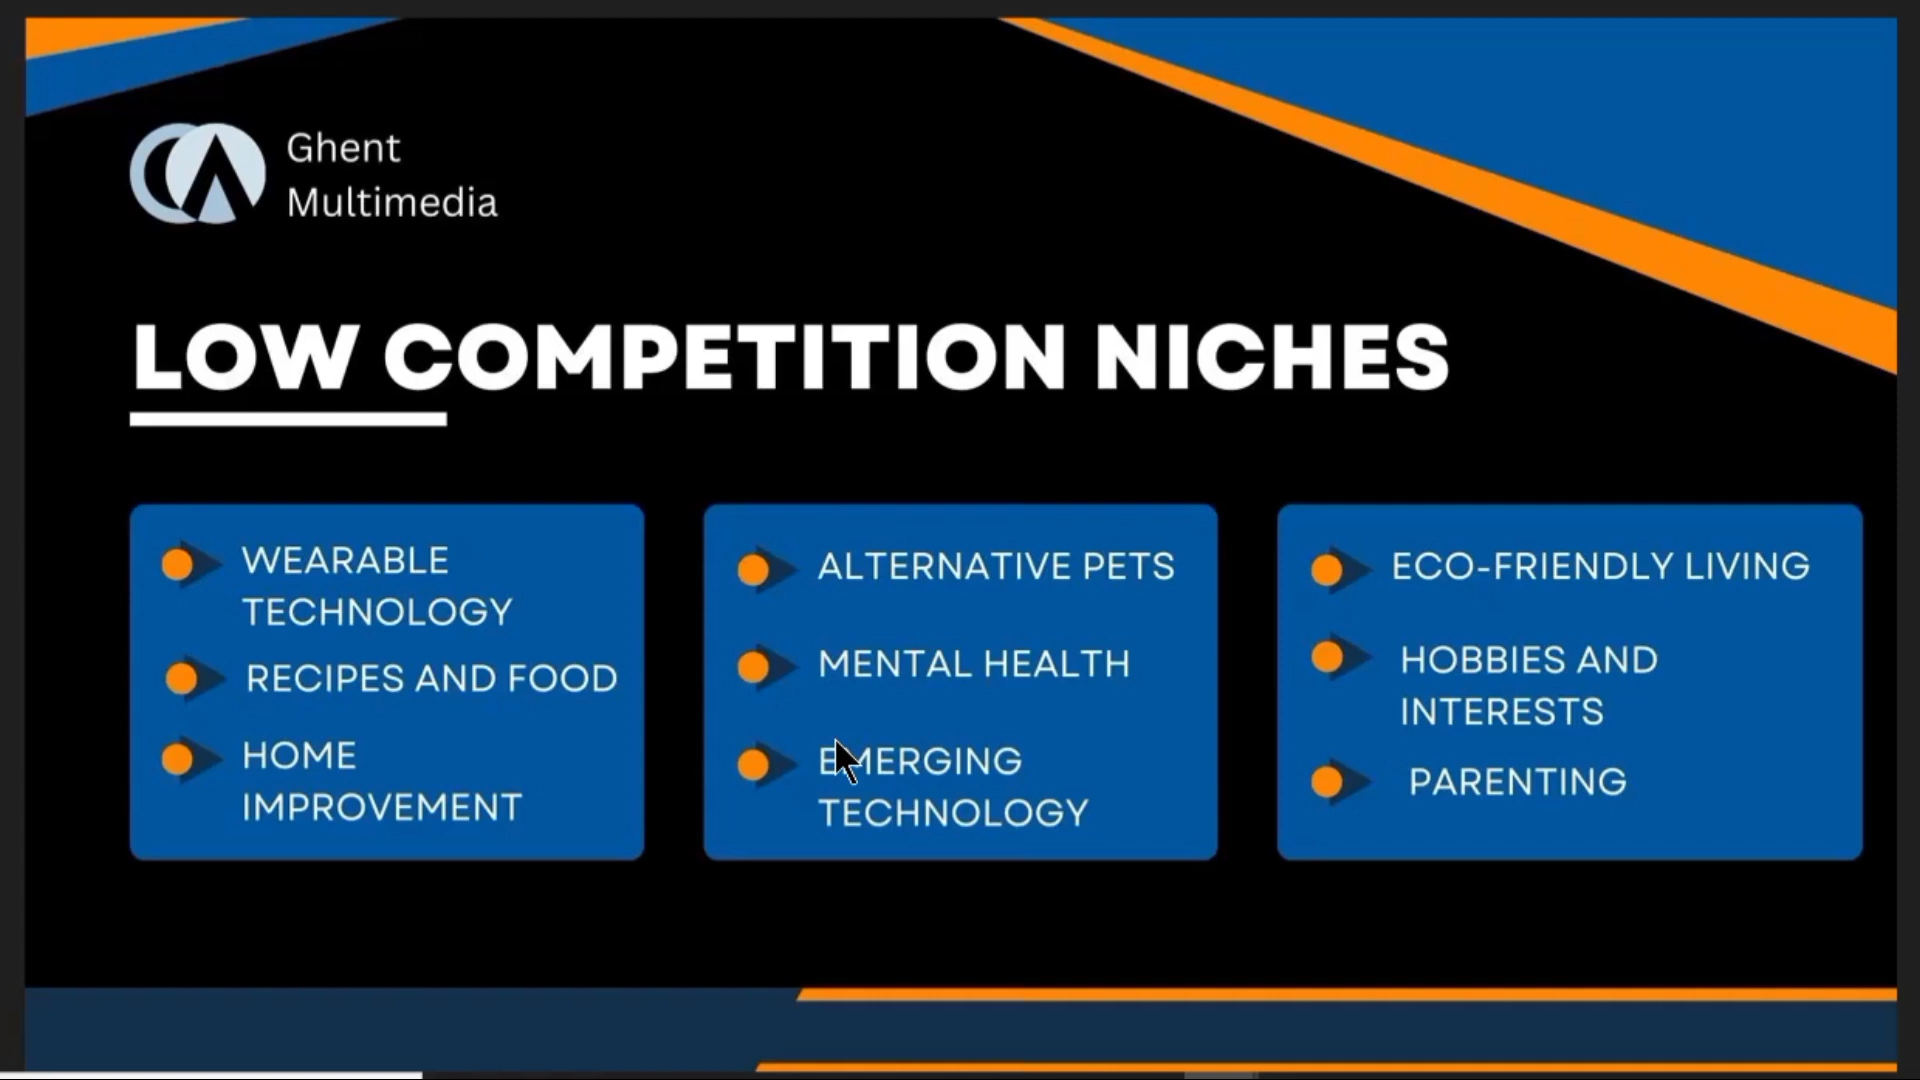 Ghent
Multimedia
LOW COMPETITION NICHES
WEARABLE
TECHNOLOGY
RECIPES AND FOOD
HOME
IMPROVEMENT
ALTERNATIVE PETS
MENTAL HEALTH
EMERGING
TECHNOLOGY
ECO-FRIENDLY LIVING
HOBBIES AND
INTERESTS
PARENTING